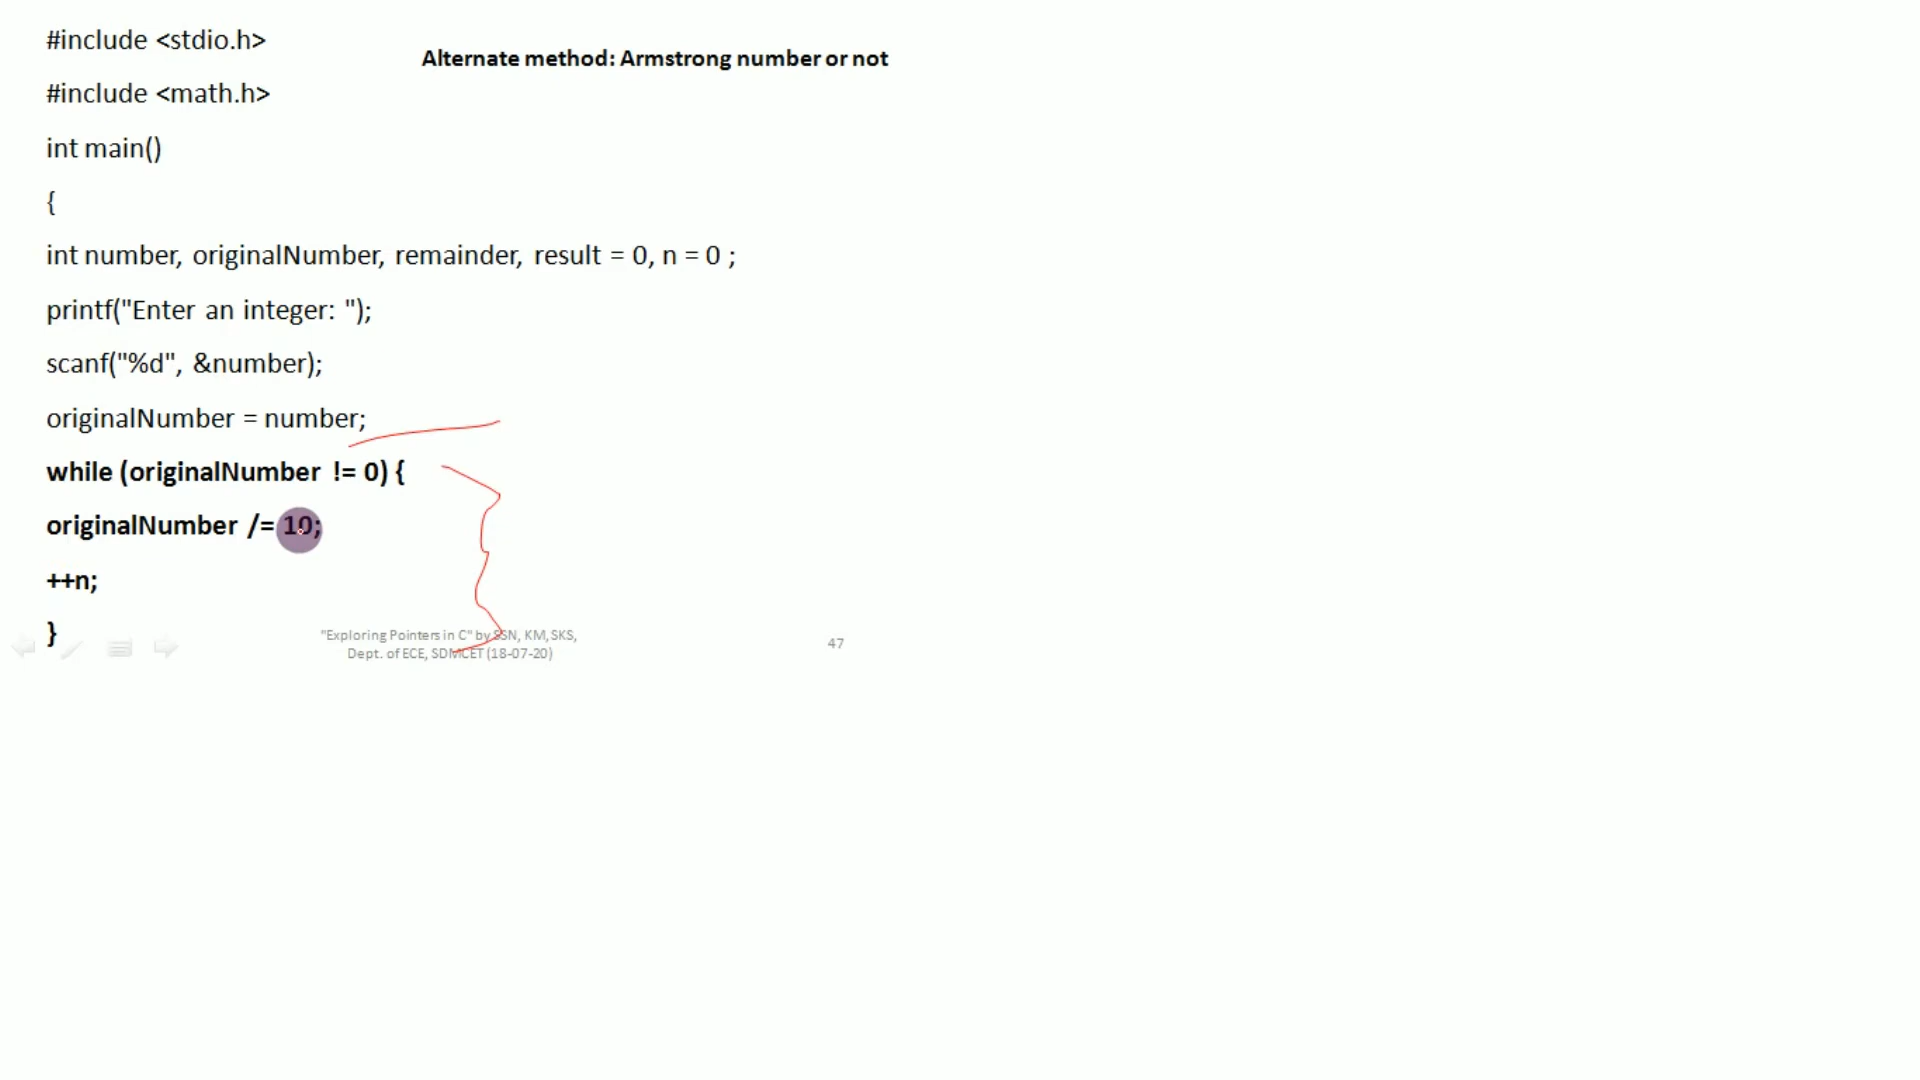 #include <stdio.h>
Alternate method: Armstrong number or not
#include <math.h>
int main()
{
int number, originalNumber, remainder, result = 0, n = 0 ;
printf("Enter an integer: ");
scanf("%d", &number);
originalNumber = number;
while (originalNumber != 0) {
originalNumber /= 10;
++n;
}
"Exploring Pointers in C" by SSN, KM, SKS,
Dept. of ECE, SDMCET (18-07-20)
47